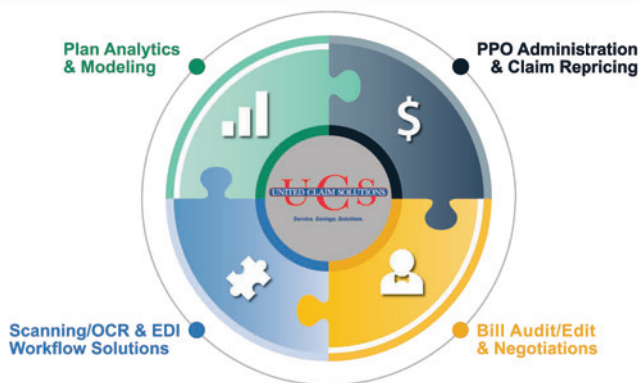 Plan Analytics
& Modeling
PPO Administration
& Claim Repricing
$
UCS
UNITED CLAIM SOLUTIONS
Service. Savings. Solutions.
Scanning/OCR & EDI
Workflow Solutions
Bill Audit/Edit
& Negotiations